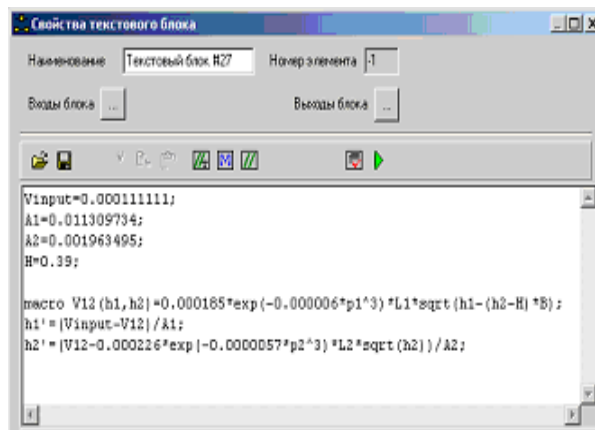 Свойства текстового блока
Наименование Текстовый блок #27 Номер элемента -1
Входы блока ... Выходы блока ...
Vinput=0.000111111;
A1=0.011309734;
A2=0.001963495;
H=0.39;
macro V12(h1,h2)=0.000185*exp(-0.000006*p1^3)*L1*sqrt(h1-(h2-H)*B);
h1'=(Vinput-V12)/A1;
h2'=(V12-0.000226*exp(-0.0000057*p2^3)*L2*sqrt(h2))/A2;